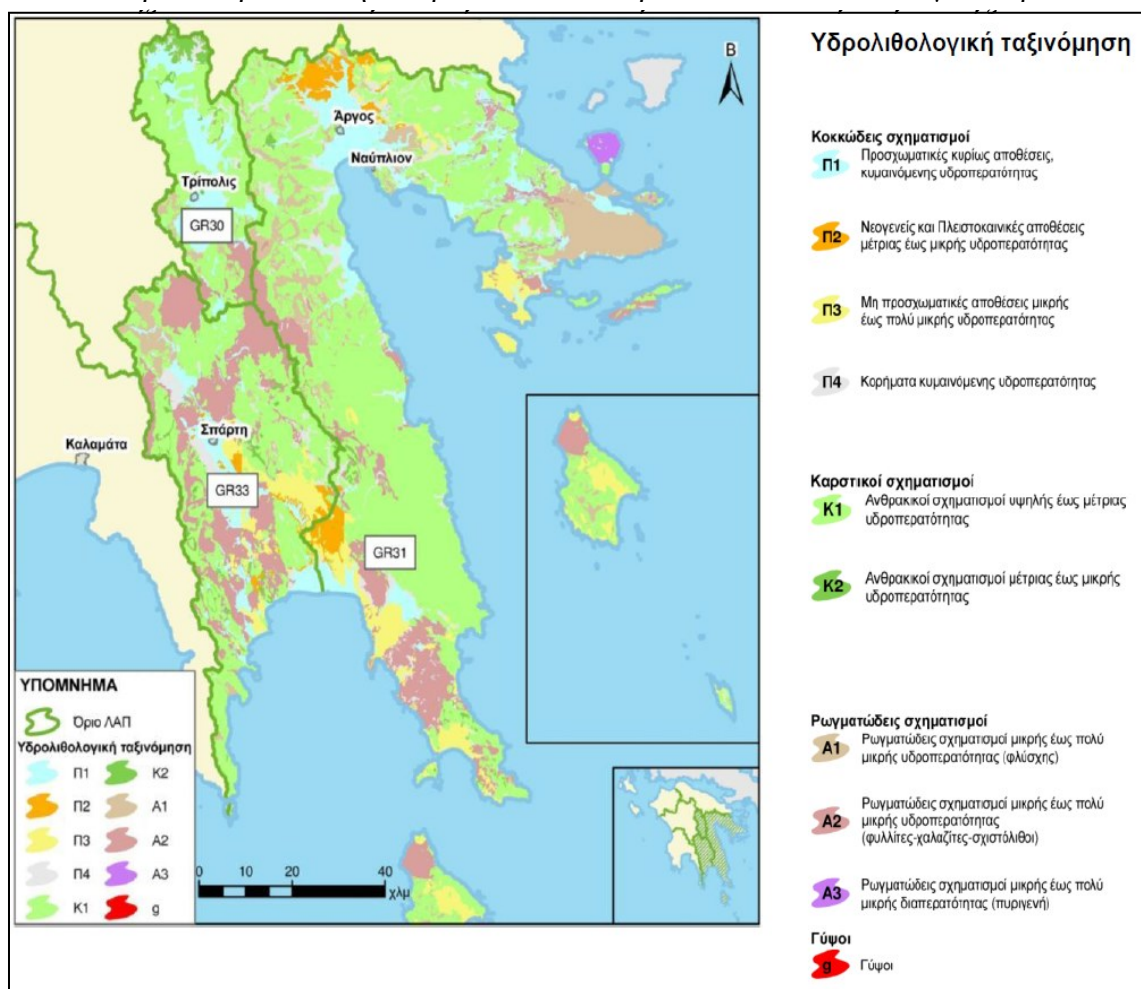 Β
Άργος
Ναύπλιον
Τρίπολις
GR30
Σπάρτη
Καλαμάτα
GR33
GR31
ΥΠΟΜΝΗΜΑ
Όριο ΛΑΠ
Υδρολιθολογική ταξινόμηση
Π1 Κ2
Π2 Α1
Π3 Α2
Π4 Α3
Κ1 g
0 10 20 40
χλμ
Υδρολιθολογική ταξινόμηση
Κοκκώδεις σχηματισμοί
Π1 Προσχωματικές κυρίως αποθέσεις,
κυμαινόμενης υδροπερατότητας
Π2 Νεογενείς και Πλειστοκαινικές αποθέσεις
μέτριας έως μικρής υδροπερατότητας
Π3 Μη προσχωματικές αποθέσεις μικρής
έως πολύ μικρής υδροπερατότητας
Π4 Κορήματα κυμαινόμενης υδροπερατότητας
Καρστικοί σχηματισμοί
Κ1 Ανθρακικοί σχηματισμοί υψηλής έως μέτριας
υδροπερατότητας
Κ2 Ανθρακικοί σχηματισμοί μέτριας έως μικρής
υδροπερατότητας
Ρωγματώδεις σχηματισμοί
Α1 Ρωγματώδεις σχηματισμοί μικρής έως πολύ
μικρής υδροπερατότητας (φλύσχης)
Α2 Ρωγματώδεις σχηματισμοί μικρής έως πολύ
μικρής υδροπερατότητας
(φυλλίτες-χαλαζίτες-σχιστόλιθοι)
Α3 Ρωγματώδεις σχηματισμοί μικρής έως πολύ
μικρής διαπερατότητας (πυριγενή)
Γύψοι
g Γύψοι